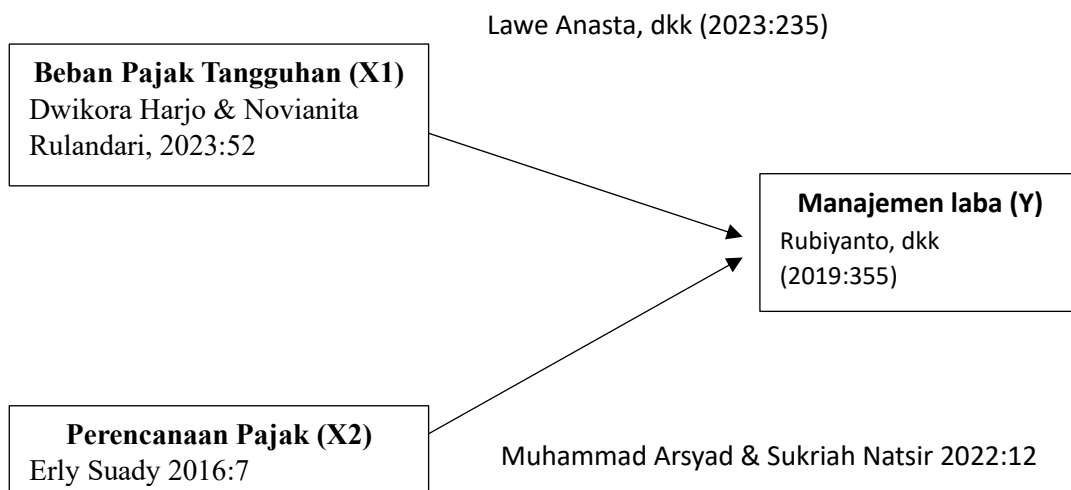 Lawe Anasta, dkk (2023:235)
Beban Pajak Tangguhan (X1)
Dwikora Harjo & Novianita
Rulandari, 2023:52
Manajemen laba (Y)
Rubiyanto, dkk
(2019:355)
Perencanaan Pajak (X2)
Erly Suady 2016:7
Muhammad Arsyad & Sukriah Natsir 2022:12